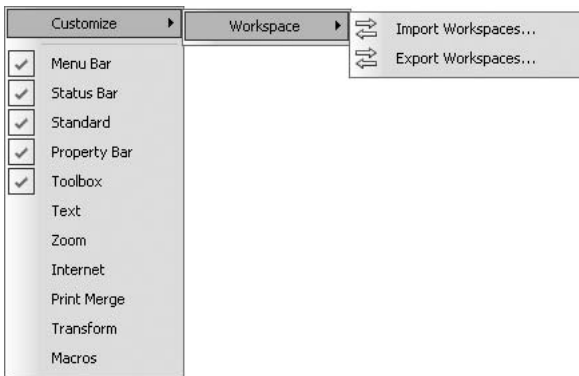 Customize
Workspace
Import Workspaces...
Export Workspaces...
Menu Bar
Status Bar
Standard
Property Bar
Toolbox
Text
Zoom
Internet
Print Merge
Transform
Macros